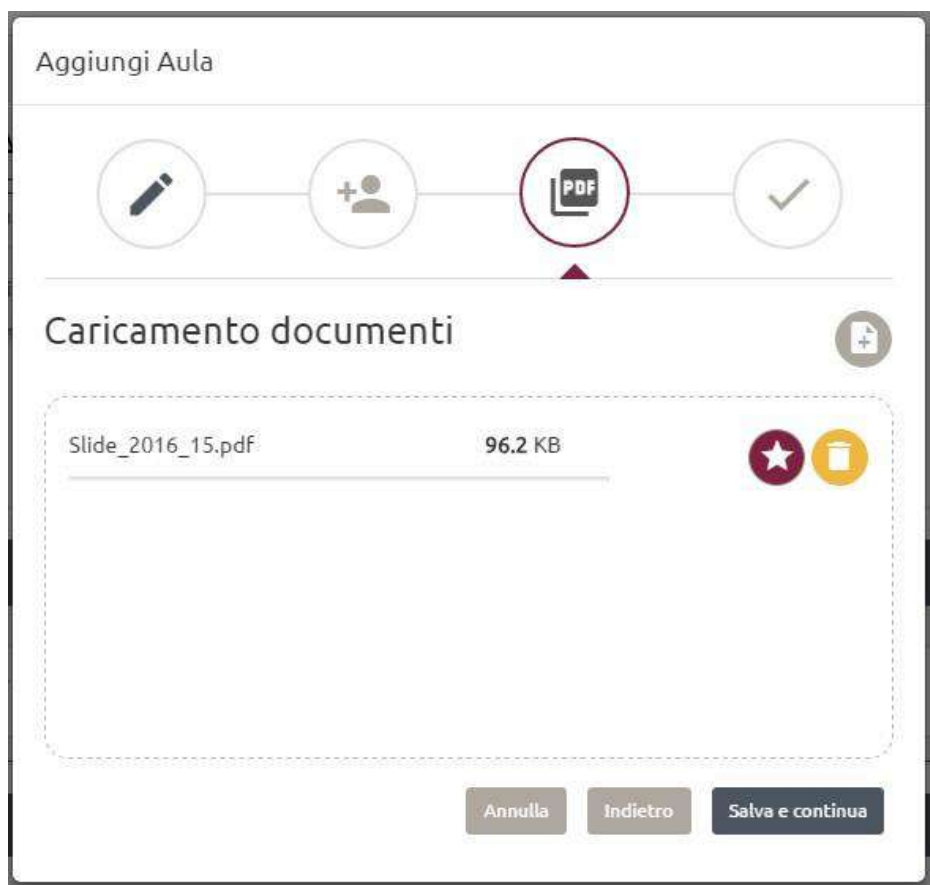 Aggiungi Aula
PDF
Caricamento documenti
Slide_2016_15.pdf 96.2 KB
Annulla Indietro Salva e continua